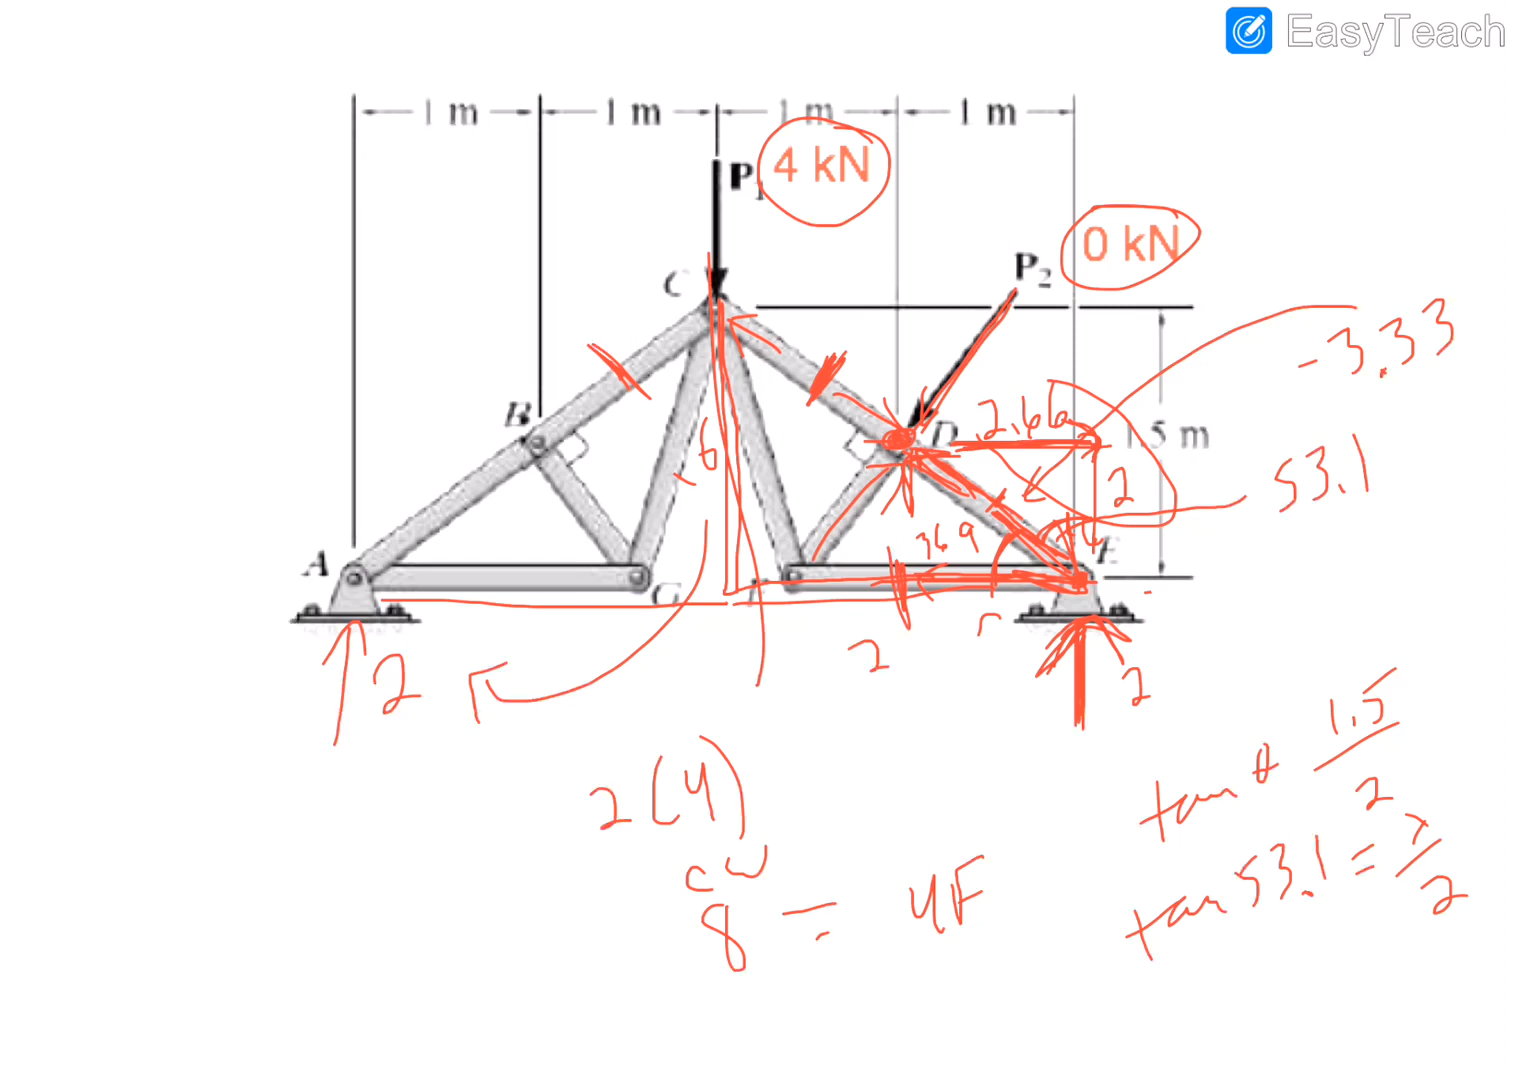 EasyTeach
1 m 1 m 1 m 1 m
P1 4 kN
0 kN
P2
C
-3.33
B
D 2.66 1.5 m
6
53.1
2
36.9
A G F E
2
2 2
1.5
tan θ
2
2(4)
tan 53.1 = x
2
cw
8 = 4F